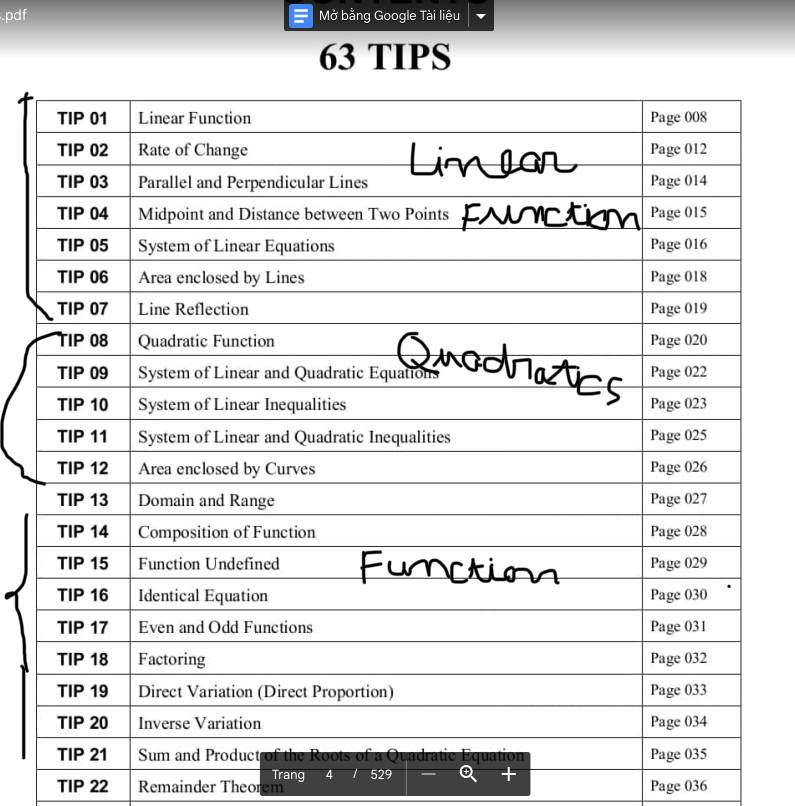 .pdf
Mở bằng Google Tài liệu
63 TIPS
TIP 01 Linear Function Page 008
TIP 02 Rate of Change Page 012
Linear
TIP 03 Parallel and Perpendicular Lines Page 014
TIP 04 Midpoint and Distance between Two Points Page 015
Function
TIP 05 System of Linear Equations Page 016
TIP 06 Area enclosed by Lines Page 018
TIP 07 Line Reflection Page 019
TIP 08 Quadratic Function Page 020
Quadratics
TIP 09 System of Linear and Quadratic Equations Page 022
TIP 10 System of Linear Inequalities Page 023
TIP 11 System of Linear and Quadratic Inequalities Page 025
TIP 12 Area enclosed by Curves Page 026
TIP 13 Domain and Range Page 027
TIP 14 Composition of Function Page 028
TIP 15 Function Undefined Page 029
Function
TIP 16 Identical Equation Page 030
TIP 17 Even and Odd Functions Page 031
TIP 18 Factoring Page 032
TIP 19 Direct Variation (Direct Proportion) Page 033
TIP 20 Inverse Variation Page 034
TIP 21 Sum and Product of the Roots of a Quadratic Equation Page 035
Trang 4 / 529
TIP 22 Remainder Theorem Page 036